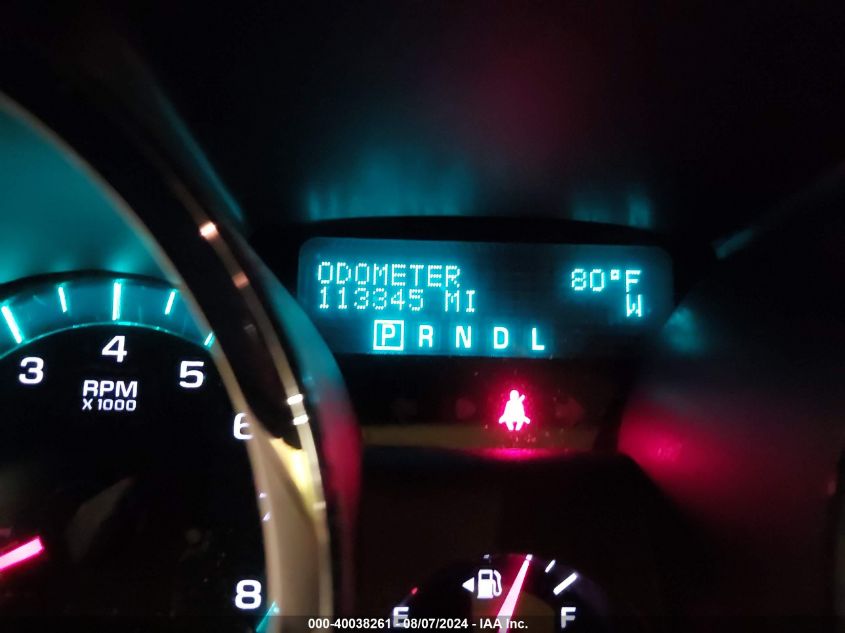 ODOMETER 80°F
113345 MI W
P R N D L
3 4 5 6 8
RPM
X1000
E F
000-40038261 - 08/07/2024 - IAA Inc.